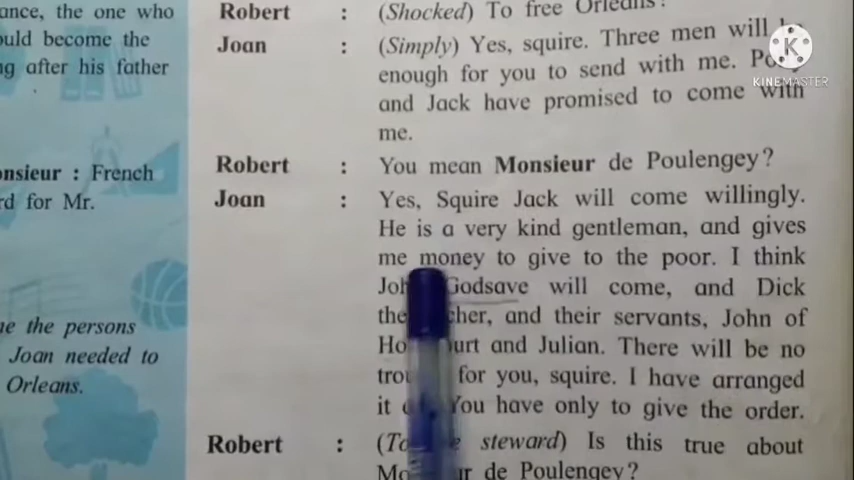 ance, the one who
ould become the
g after his father
onsieur : French
rd for Mr.
e the persons
Joan needed to
Orleans.
Robert : (Shocked) To free Orleans?
Joan : (Simply) Yes, squire. Three men will be
enough for you to send with me.
and Jack have promised to come with
me.
Robert : You mean Monsieur de Poulengey?
Joan : Yes, Squire Jack will come willingly.
He is a very kind gentleman, and gives
me money to give to the poor. I think
Godsave will come, and Dick
the and their servants, John of
and Julian. There will be no
for you, squire. I have arranged
it You have only to give the order.
Robert : steward) Is this true about
de Poulengey?
KINEMASTER